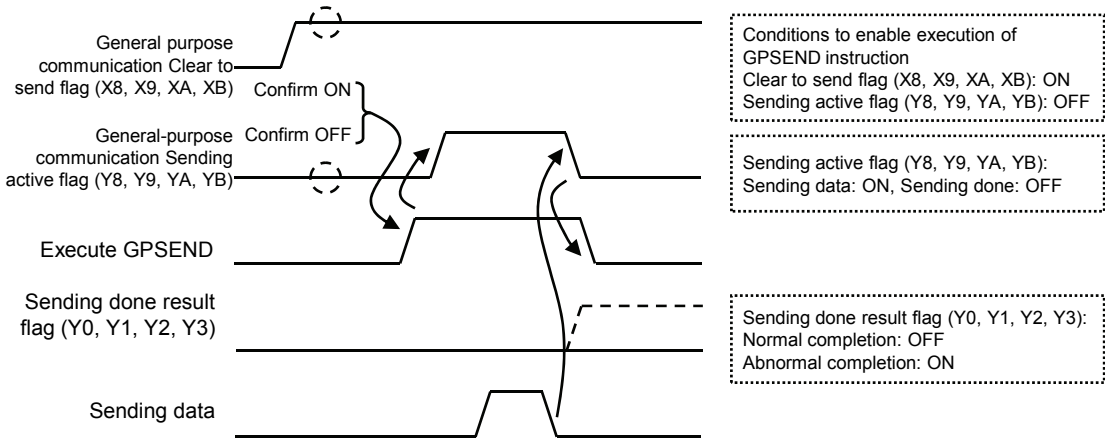 General purpose
communication Clear to
send flag (X8, X9, XA, XB)
Confirm ON
Confirm OFF
General-purpose
communication Sending
active flag (Y8, Y9, YA, YB)
Execute GPSEND
Sending done result
flag (Y0, Y1, Y2, Y3)
Sending data
Conditions to enable execution of
GPSEND instruction
Clear to send flag (X8, X9, XA, XB): ON
Sending active flag (Y8, Y9, YA, YB): OFF
Sending active flag (Y8, Y9, YA, YB):
Sending data: ON, Sending done: OFF
Sending done result flag (Y0, Y1, Y2, Y3):
Normal completion: OFF
Abnormal completion: ON